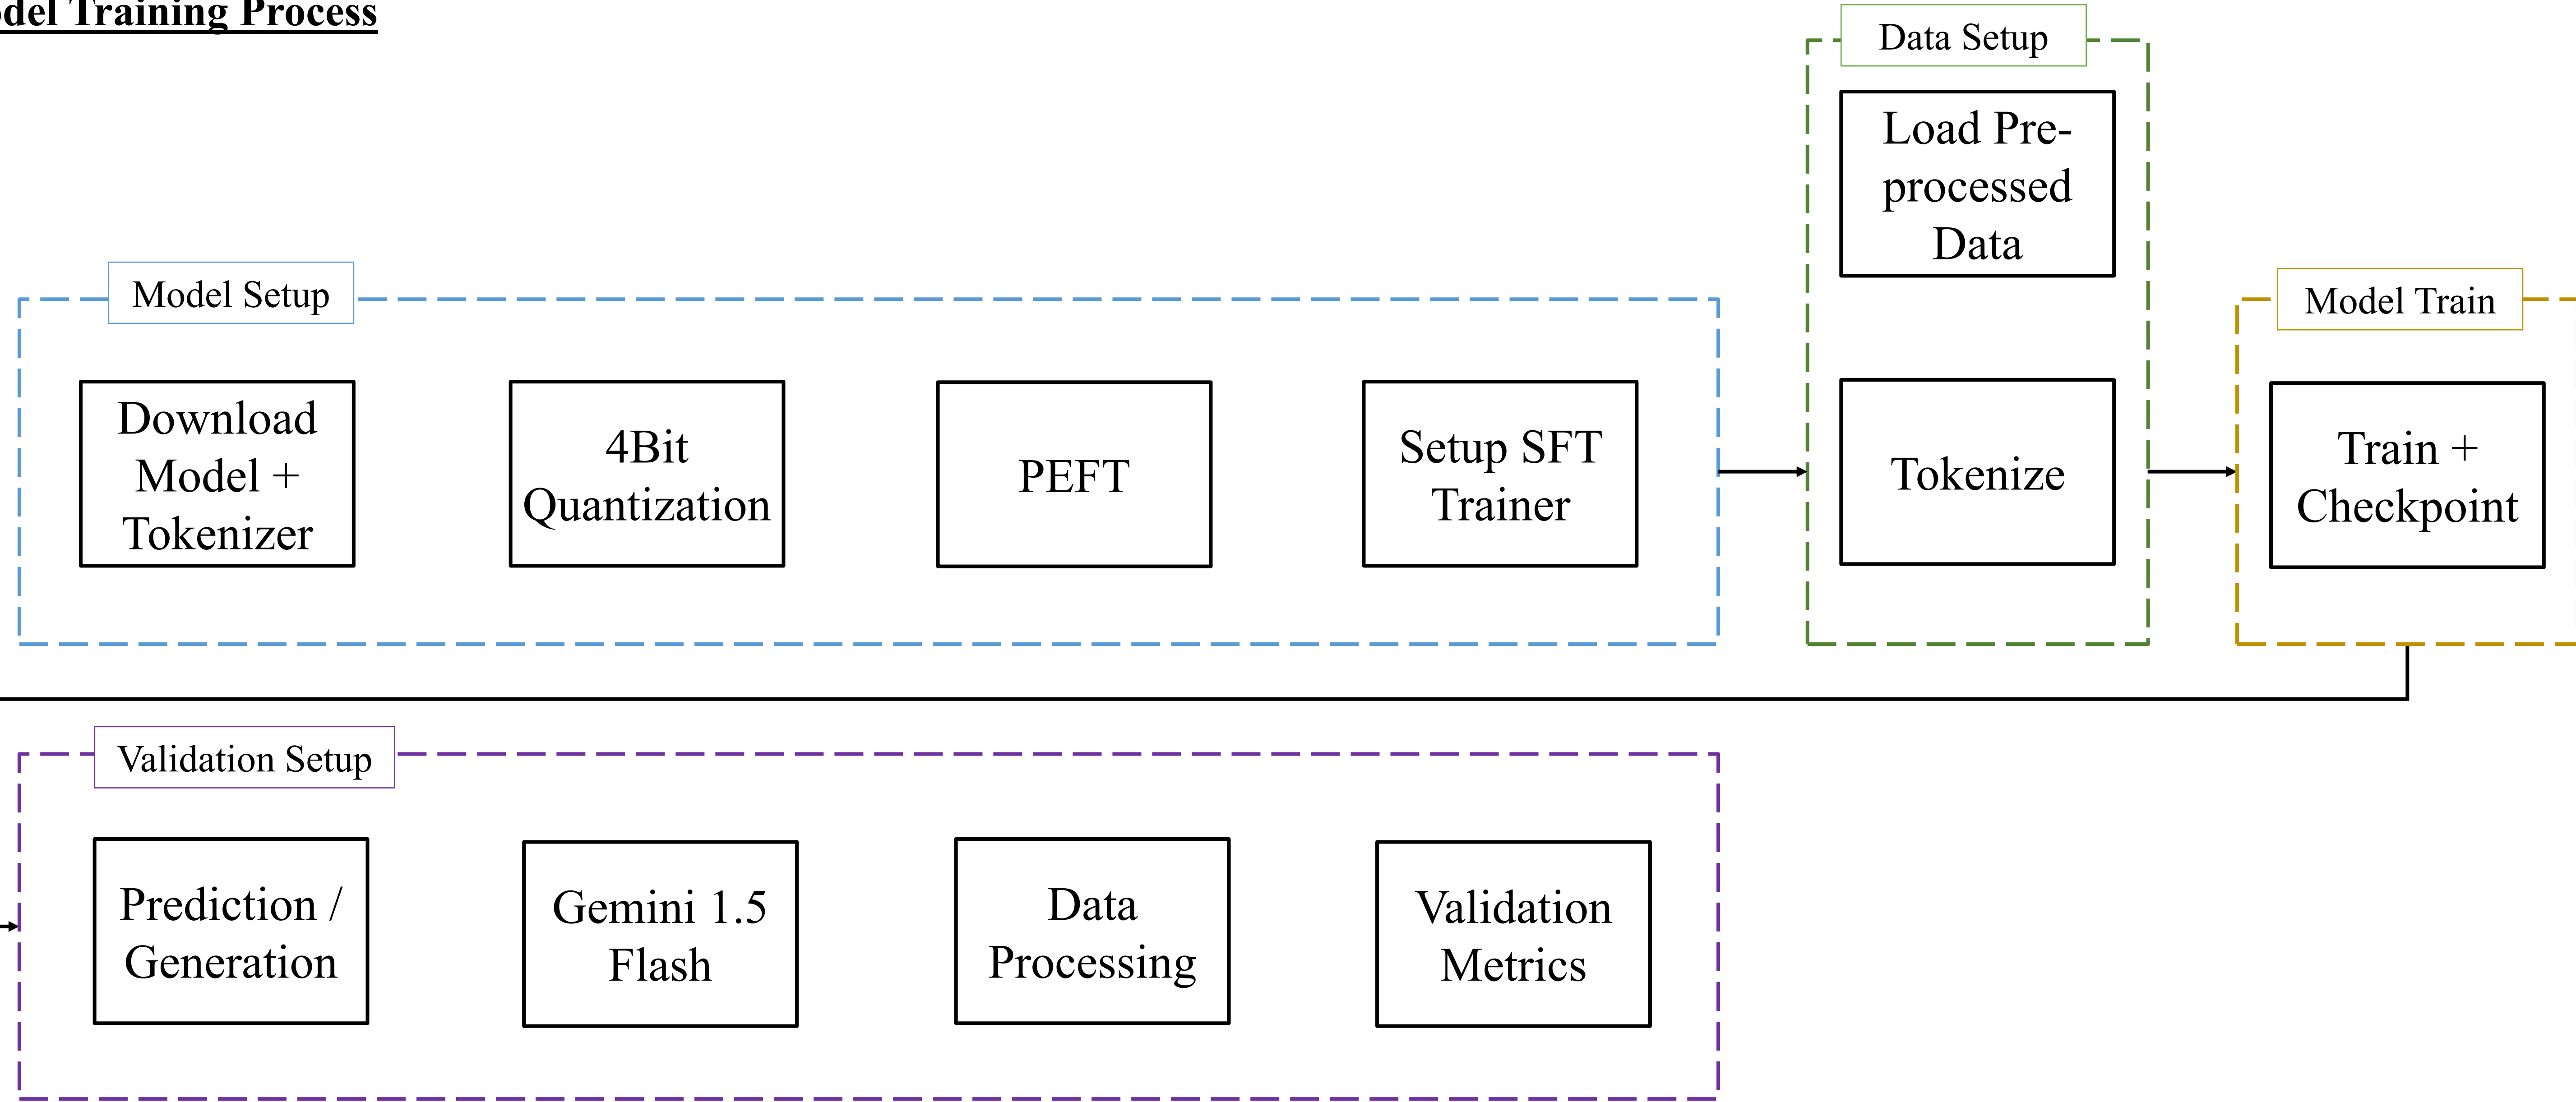 Training Process
Data Setup
Load Pre-
processed
Data
Model Setup
Model Train
Download
Model +
Tokenizer
4Bit
Quantization
PEFT
Setup SFT
Trainer
Tokenize
Train +
Checkpoint
Validation Setup
Prediction /
Generation
Gemini 1.5
Flash
Data
Processing
Validation
Metrics